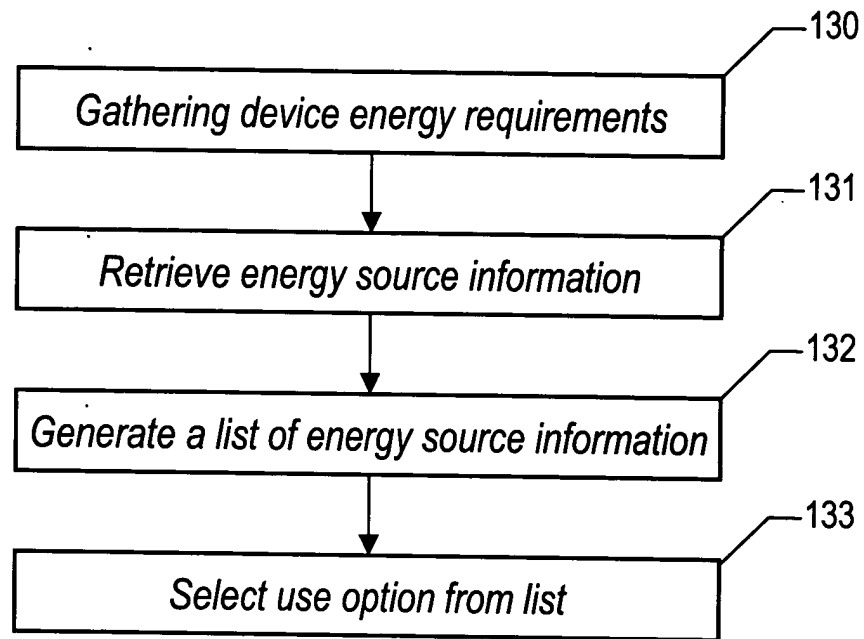 130
Gathering device energy requirements
131
Retrieve energy source information
132
Generate a list of energy source information
133
Select use option from list